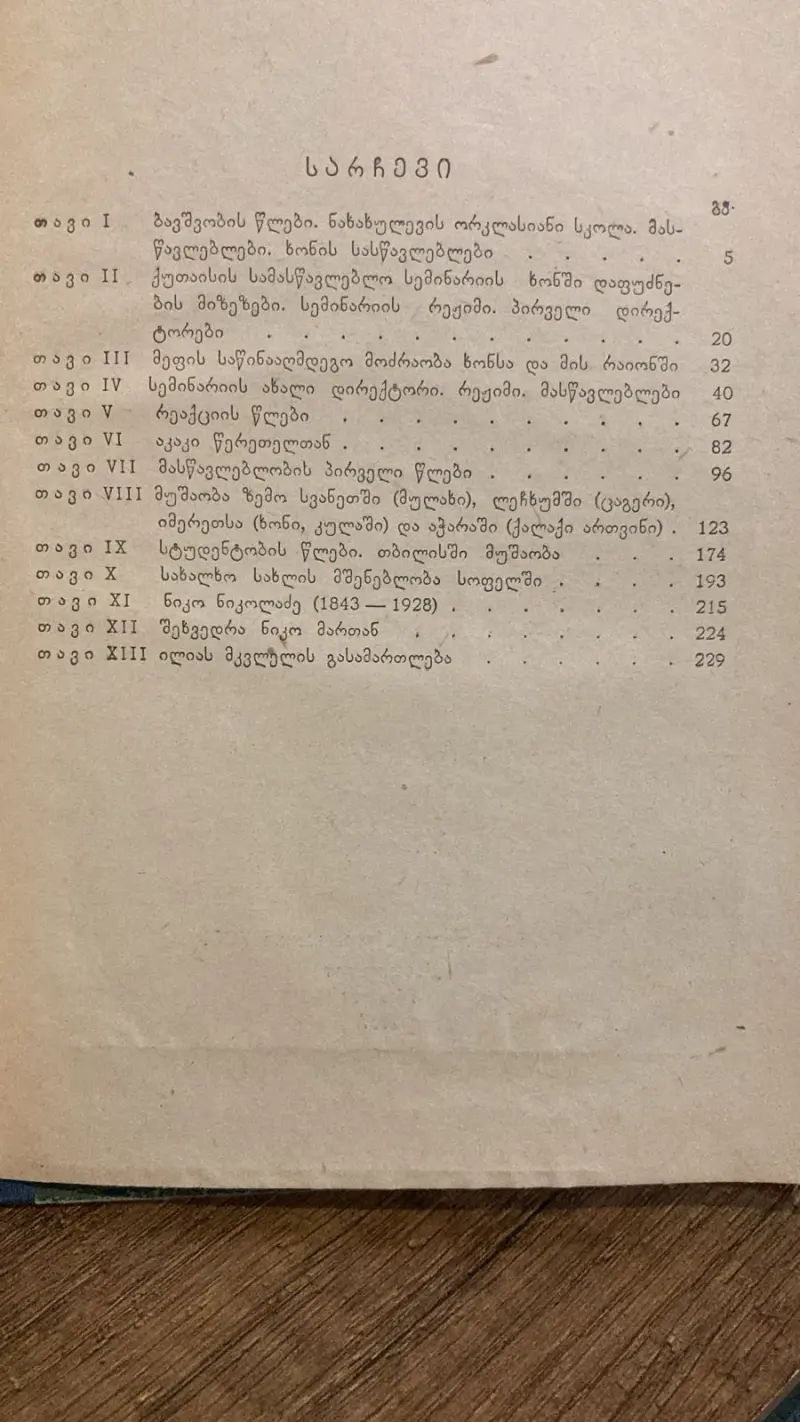 სარჩევი
გვ.
თავი I ბავშვობის წლები. ნახახულევის ორკლასიანი სკოლა. მას-
წავლებლები. ხონის სასწავლებლები . . . . . 5
თავი II ქუთაისის სამასწავლებლო სემინარიის ხონში დაფუძნე-
ბის მიზეზები. სემინარიის რეჟიმი. პირველი დირექ-
ტორები . . . . . . . . . . . . 20
თავი III მეფის საწინააღმდეგო მოძრაობა ხონსა და მის რაიონში 32
თავი IV სემინარიის ახალი დირექტორი. რეჟიმი. მასწავლებლები 40
თავი V რეაქციის წლები . . . . . . . . . 67
თავი VI აკაკი წერეთელთან . . . . . . . . . 82
თავი VII მასწავლებლობის პირველი წლები . . . . . . 96
თავი VIII მუშაობა ზემო სვანეთში (მულახი), ლეჩხუმში (ცაგერი),
იმერეთსა (ხონი, კულაში) და აჭარაში (ქალაქი ართვინი) . 123
თავი IX სტუდენტობის წლები. თბილისში მუშაობა . . . 174
თავი X სახალხო სახლის მშენებლობა სოფელში . . . . 193
თავი XI ნიკო ნიკოლაძე (1843 — 1928) . . . . . . 215
თავი XII შეხვედრა ნიკო მართან . . . . . . . 224
თავი XIII ილიას მკვლელის გასამართლება . . . . . 229